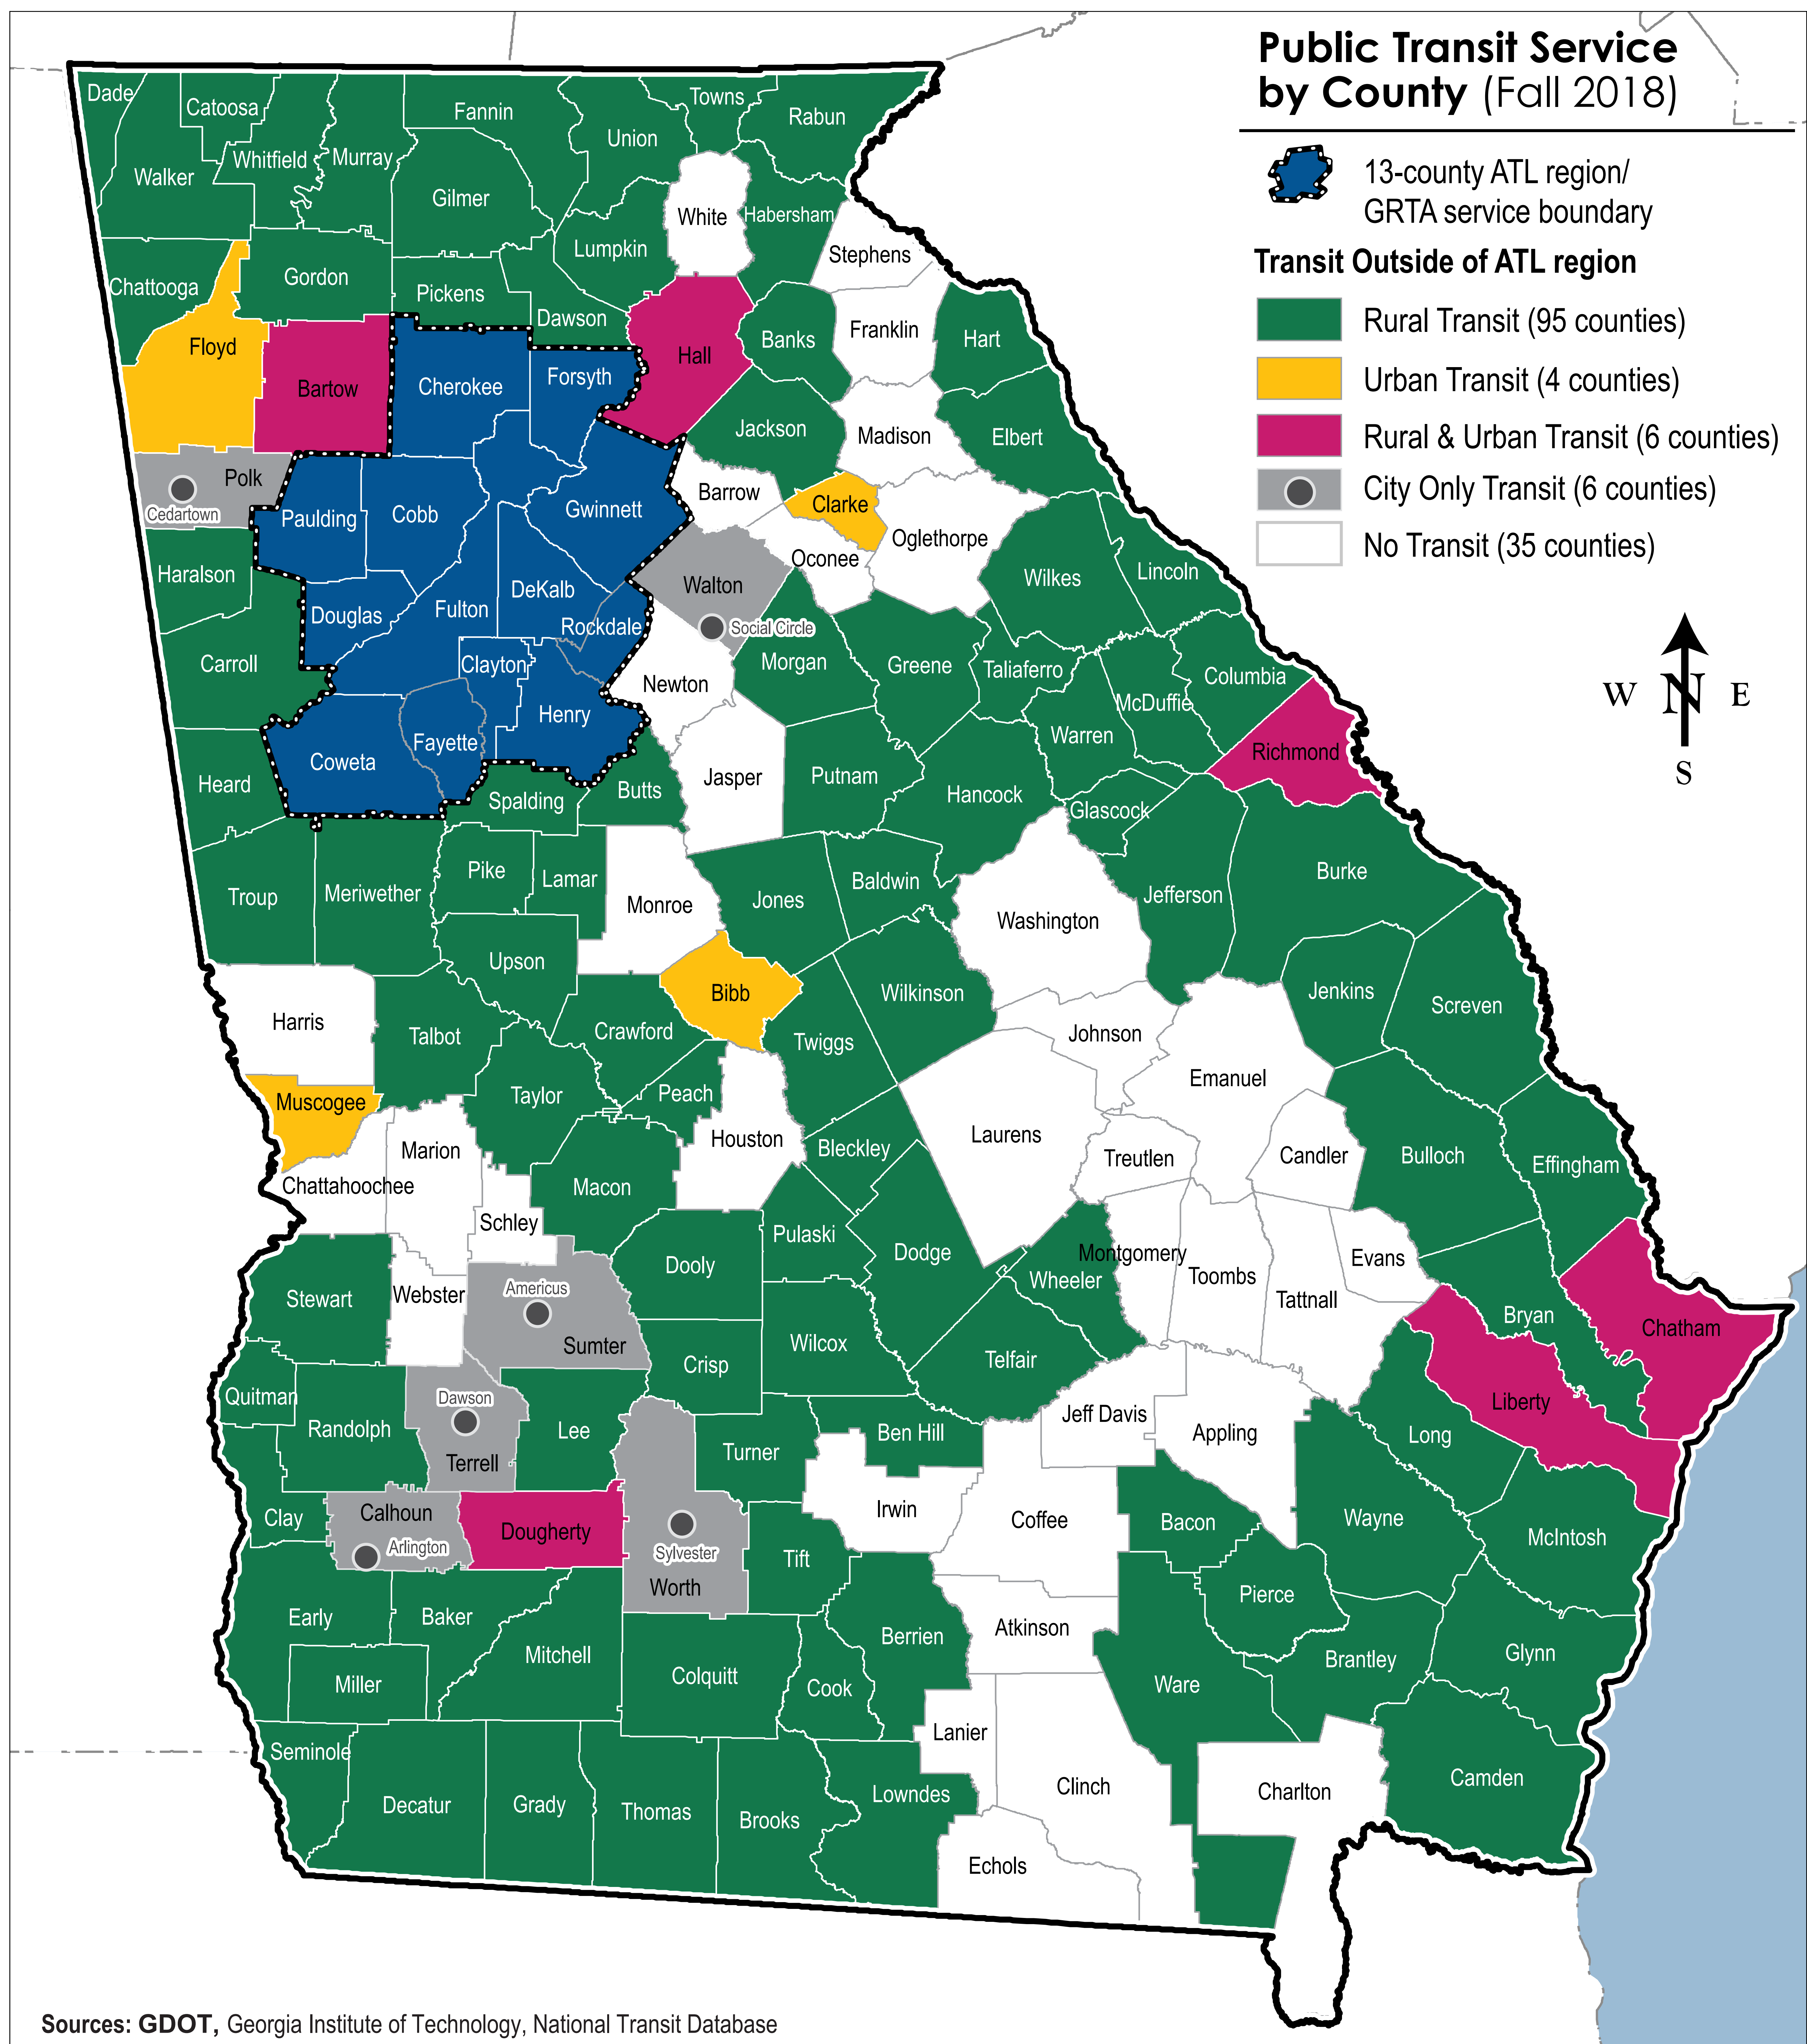 Public Transit Service
by County (Fall 2018)
13-county ATL region/
GRTA service boundary
Transit Outside of ATL region
Rural Transit (95 counties)
Urban Transit (4 counties)
Rural & Urban Transit (6 counties)
City Only Transit (6 counties)
No Transit (35 counties)
W N E
S
Dade
Catoosa
Fannin
Towns
Rabun
Union
Walker
Whitfield
Murray
Gilmer
White
Habersham
Lumpkin
Stephens
Chattooga
Gordon
Pickens
Dawson
Floyd
Bartow
Cherokee
Forsyth
Hall
Banks
Franklin
Hart
Jackson
Madison
Elbert
Polk
Cedartown
Paulding
Cobb
Gwinnett
Barrow
Clarke
Oconee
Oglethorpe
Haralson
Douglas
Fulton
DeKalb
Rockdale
Walton
Social Circle
Wilkes
Lincoln
Carroll
Clayton
Newton
Morgan
Greene
Taliaferro
McDuffie
Columbia
Heard
Coweta
Fayette
Henry
Spalding
Butts
Jasper
Putnam
Hancock
Warren
Glascock
Richmond
Troup
Meriwether
Pike
Lamar
Monroe
Jones
Baldwin
Washington
Jefferson
Burke
Upson
Bibb
Wilkinson
Jenkins
Screven
Harris
Talbot
Crawford
Twiggs
Johnson
Emanuel
Muscogee
Taylor
Peach
Houston
Bleckley
Laurens
Treutlen
Candler
Bulloch
Effingham
Chattahoochee
Marion
Schley
Macon
Pulaski
Dooly
Dodge
Wheeler
Montgomery
Toombs
Tattnall
Evans
Bryan
Chatham
Stewart
Webster
Americus
Sumter
Crisp
Wilcox
Telfair
Liberty
Quitman
Randolph
Dawson
Terrell
Lee
Turner
Ben Hill
Jeff Davis
Appling
Long
Clay
Calhoun
Arlington
Dougherty
Sylvester
Worth
Tift
Irwin
Coffee
Bacon
Wayne
McIntosh
Early
Baker
Mitchell
Miller
Colquitt
Cook
Berrien
Atkinson
Pierce
Brantley
Glynn
Ware
Seminole
Decatur
Grady
Thomas
Brooks
Lowndes
Lanier
Clinch
Echols
Charlton
Camden
Sources: GDOT, Georgia Institute of Technology, National Transit Database